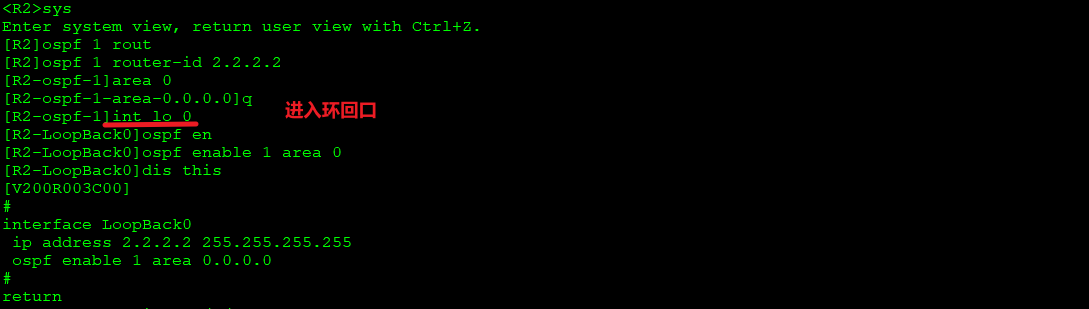 <R2>sys
Enter system view, return user view with Ctrl+Z.
[R2]ospf 1 rout
[R2]ospf 1 router-id 2.2.2.2
[R2-ospf-1]area 0
[R2-ospf-1-area-0.0.0.0]q
[R2-ospf-1]int lo 0
进入环回口
[R2-LoopBack0]ospf en
[R2-LoopBack0]ospf enable 1 area 0
[R2-LoopBack0]dis this
[V200R003C00]
#
interface LoopBack0
 ip address 2.2.2.2 255.255.255.255
 ospf enable 1 area 0.0.0.0
#
return